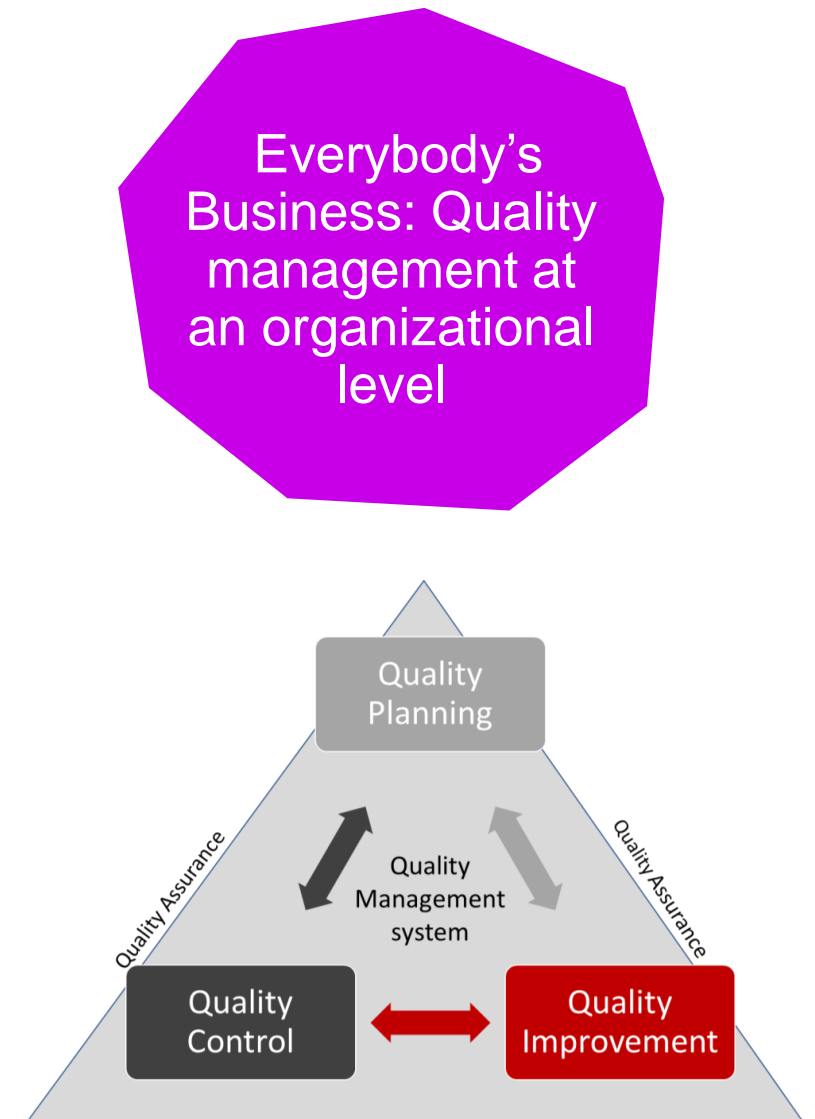 Everybody’s
Business: Quality
management at
an organizational
level
Quality
Planning
Quality Assurance
Quality Assurance
Quality
Management
system
Quality
Control
Quality
Improvement